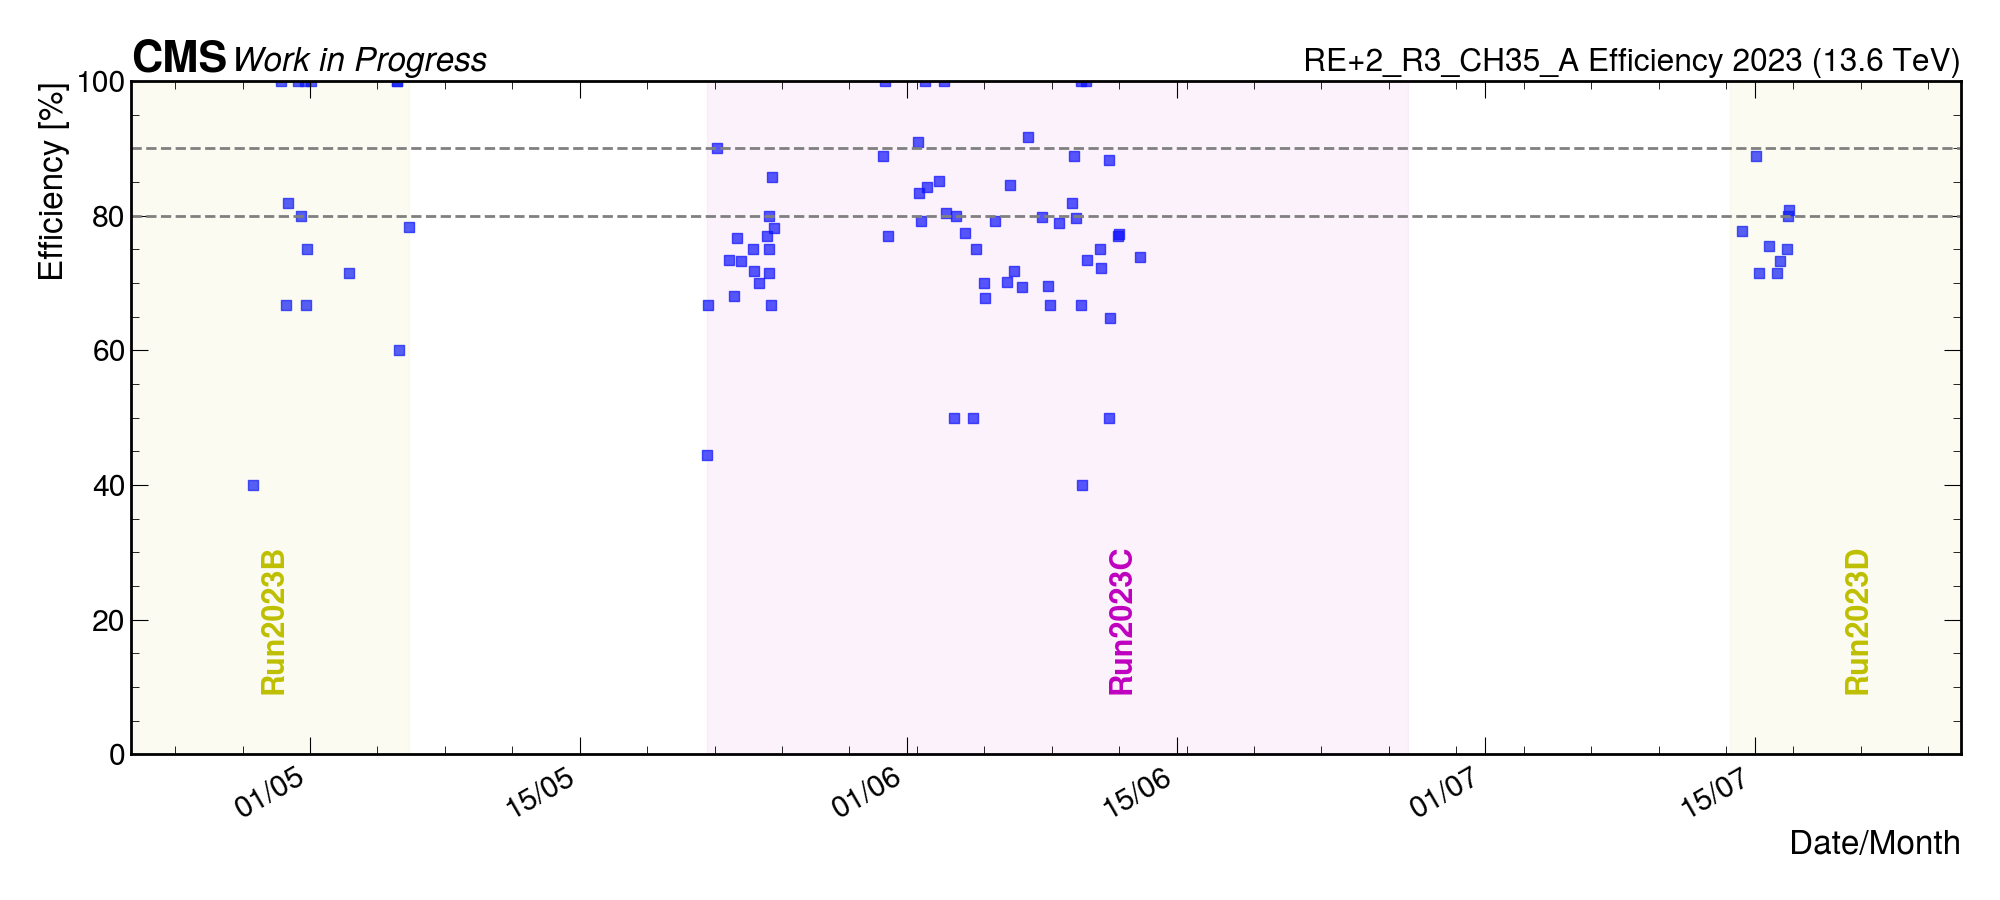 CMS Work in Progress
RE+2_R3_CH35_A Efficiency 2023 (13.6 TeV)
Efficiency [%]
100
80
60
40
20
0
Run2023B
Run2023C
Run2023D
01/05
15/05
01/06
15/06
01/07
15/07
Date/Month